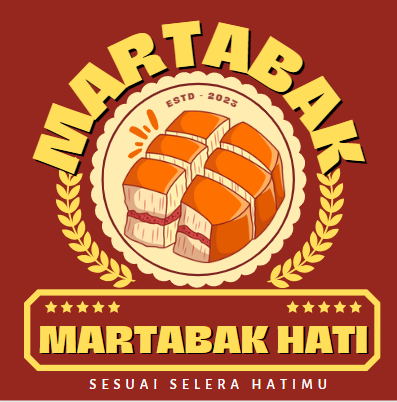 MARTABAK
ESTD - 2023
MARTABAK HATI
SESUAI SELERA HATIMU